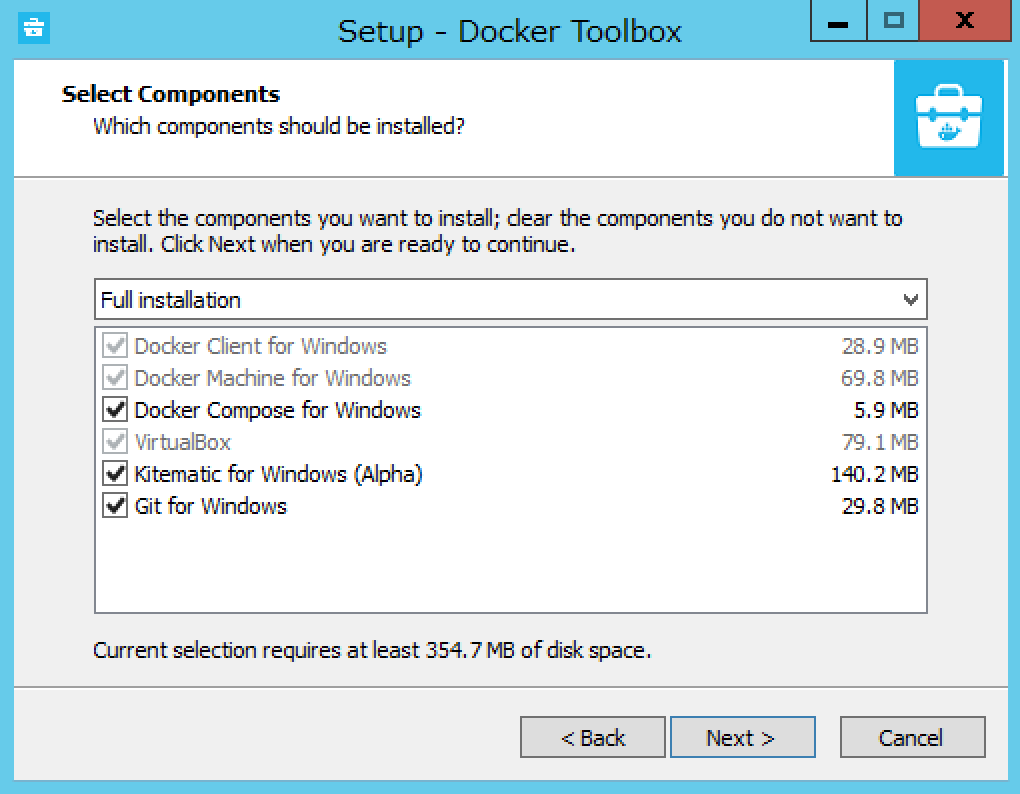 Setup - Docker Toolbox
Select Components
Which components should be installed?
Select the components you want to install; clear the components you do not want to
install. Click Next when you are ready to continue.
Full installation
Docker Client for Windows 28.9 MB
Docker Machine for Windows 69.8 MB
Docker Compose for Windows 5.9 MB
VirtualBox 79.1 MB
Kitematic for Windows (Alpha) 140.2 MB
Git for Windows 29.8 MB
Current selection requires at least 354.7 MB of disk space.
< Back Next > Cancel